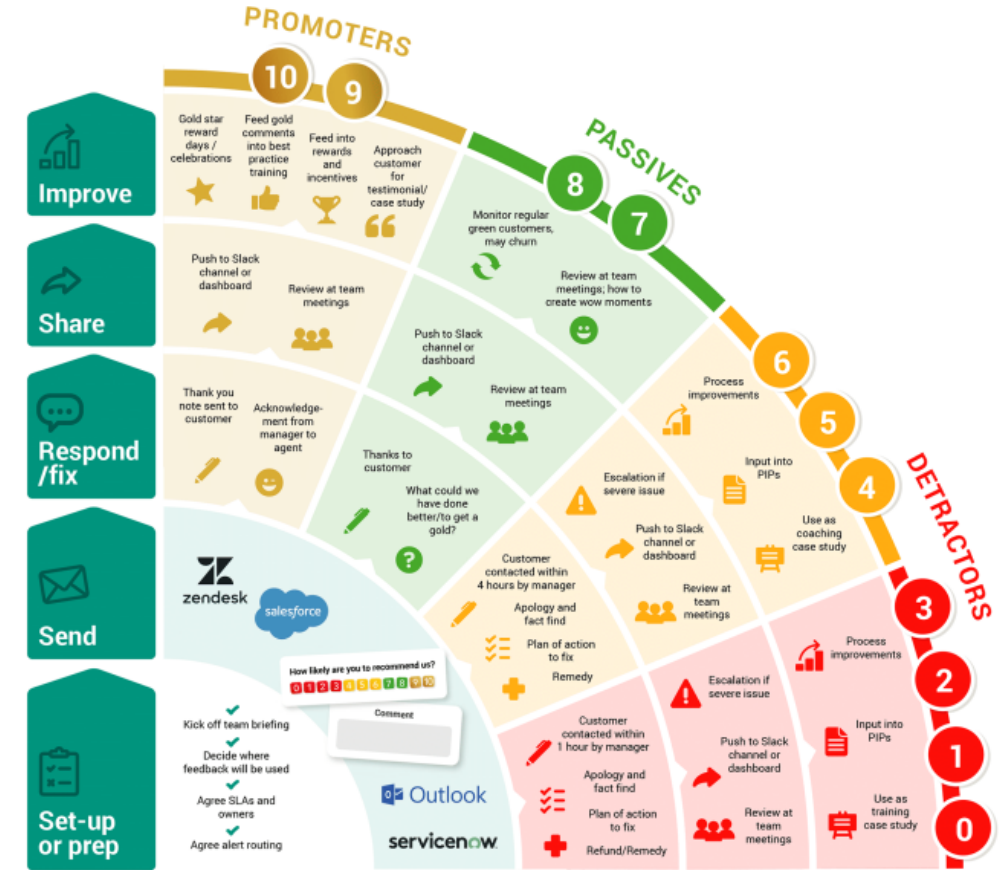 PROMOTERS
10
9
PASSIVES
8
7
6
5
4
DETRACTORS
3
2
1
0
Improve
Gold star
reward
days /
celebrations
Feed gold
comments
into best
practice
training
Feed into
rewards
and
incentives
Approach
customer
for
testimonial/
case study
Monitor regular
green customers,
may churn
Review at team
meetings; how to
create wow moments
Process
improvements
Input into
PIPs
Use as
coaching
case study
Process
improvements
Input into
PIPs
Use as
training
case study
Share
Push to Slack
channel or
dashboard
Review at team
meetings
Push to Slack
channel or
dashboard
Review at team
meetings
Escalation if
severe issue
Push to Slack
channel or
dashboard
Review at
team
meetings
Escalation if
severe issue
Push to Slack
channel or
dashboard
Review at
team
meetings
Respond
/fix
Thank you
note sent to
customer
Acknowledge-
ment from
manager to
agent
Thanks to
customer
What could we
have done
better/to get a
gold?
Customer
contacted within
4 hours by manager
Apology and
fact find
Plan of action
to fix
Remedy
Customer
contacted within
1 hour by manager
Apology and
fact find
Plan of action
to fix
Refund/Remedy
Send
zendesk
salesforce
How likely are you to recommend us?
0 1 2 3 4 5 6 7 8 9 10
Comment
Outlook
servicenow
Set-up
or prep
Kick off team briefing
Decide where
feedback will be used
Agree SLAs and
owners
Agree alert routing